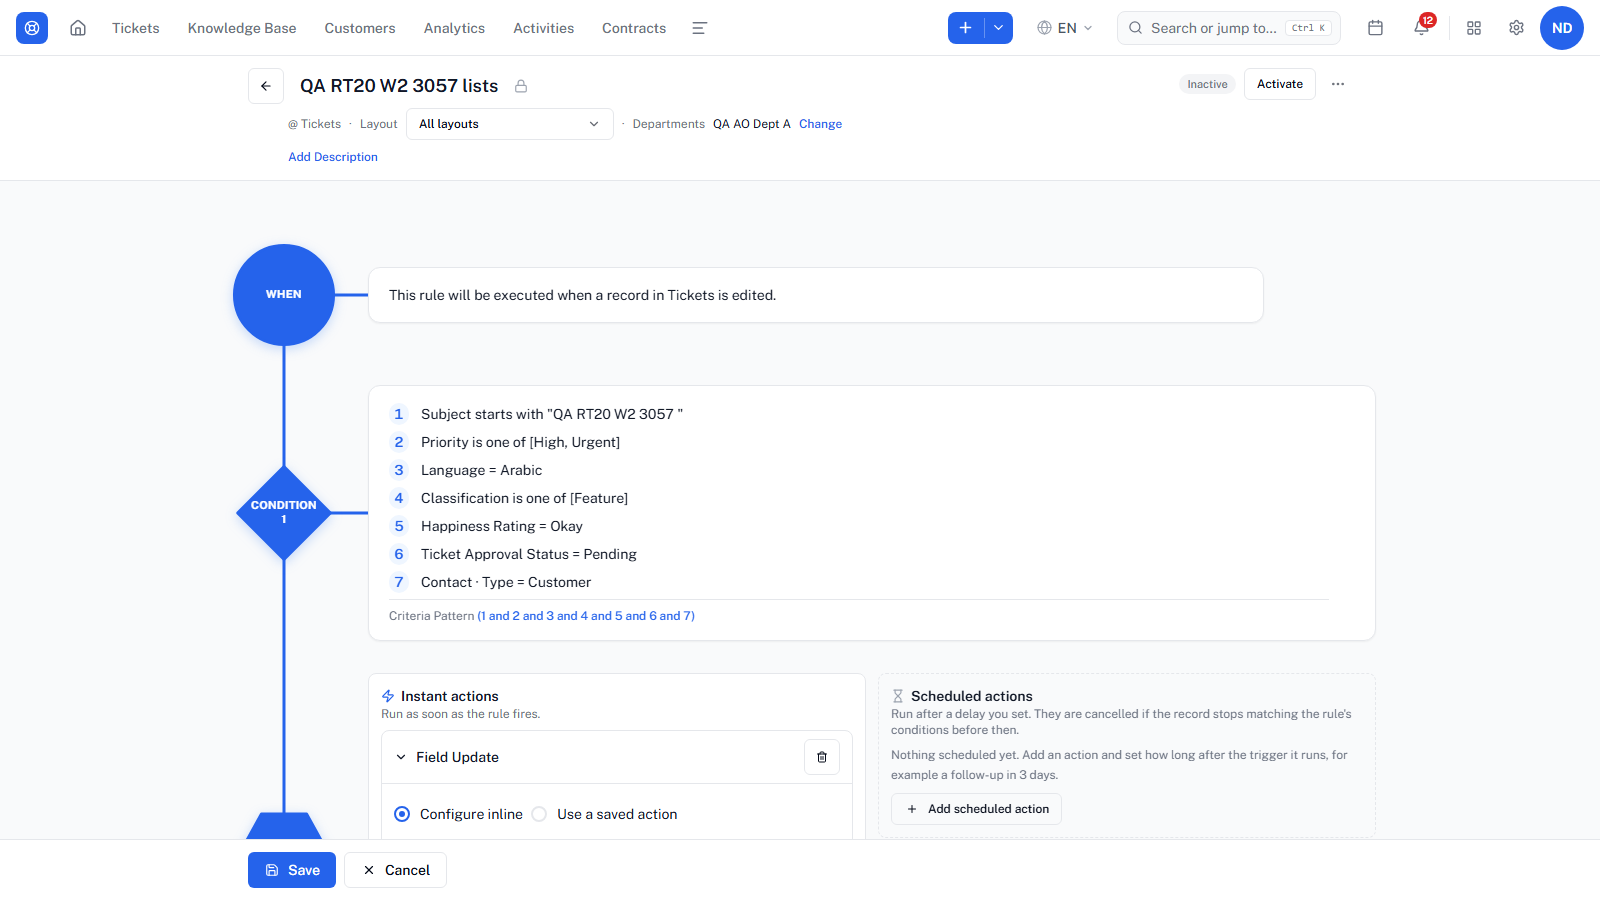 Tickets Knowledge Base Customers Analytics Activities Contracts EN Search or jump to... Ctrl K 12 ND
QA RT20 W2 3057 lists Inactive Activate
@ Tickets · Layout All layouts · Departments QA AO Dept A Change
Add Description
WHEN
This rule will be executed when a record in Tickets is edited.
CONDITION
1
1 Subject starts with "QA RT20 W2 3057 "
2 Priority is one of [High, Urgent]
3 Language = Arabic
4 Classification is one of [Feature]
5 Happiness Rating = Okay
6 Ticket Approval Status = Pending
7 Contact · Type = Customer
Criteria Pattern (1 and 2 and 3 and 4 and 5 and 6 and 7)
Instant actions
Run as soon as the rule fires.
Field Update
Configure inline Use a saved action
Scheduled actions
Run after a delay you set. They are cancelled if the record stops matching the rule's
conditions before then.
Nothing scheduled yet. Add an action and set how long after the trigger it runs, for
example a follow-up in 3 days.
+ Add scheduled action
Save Cancel